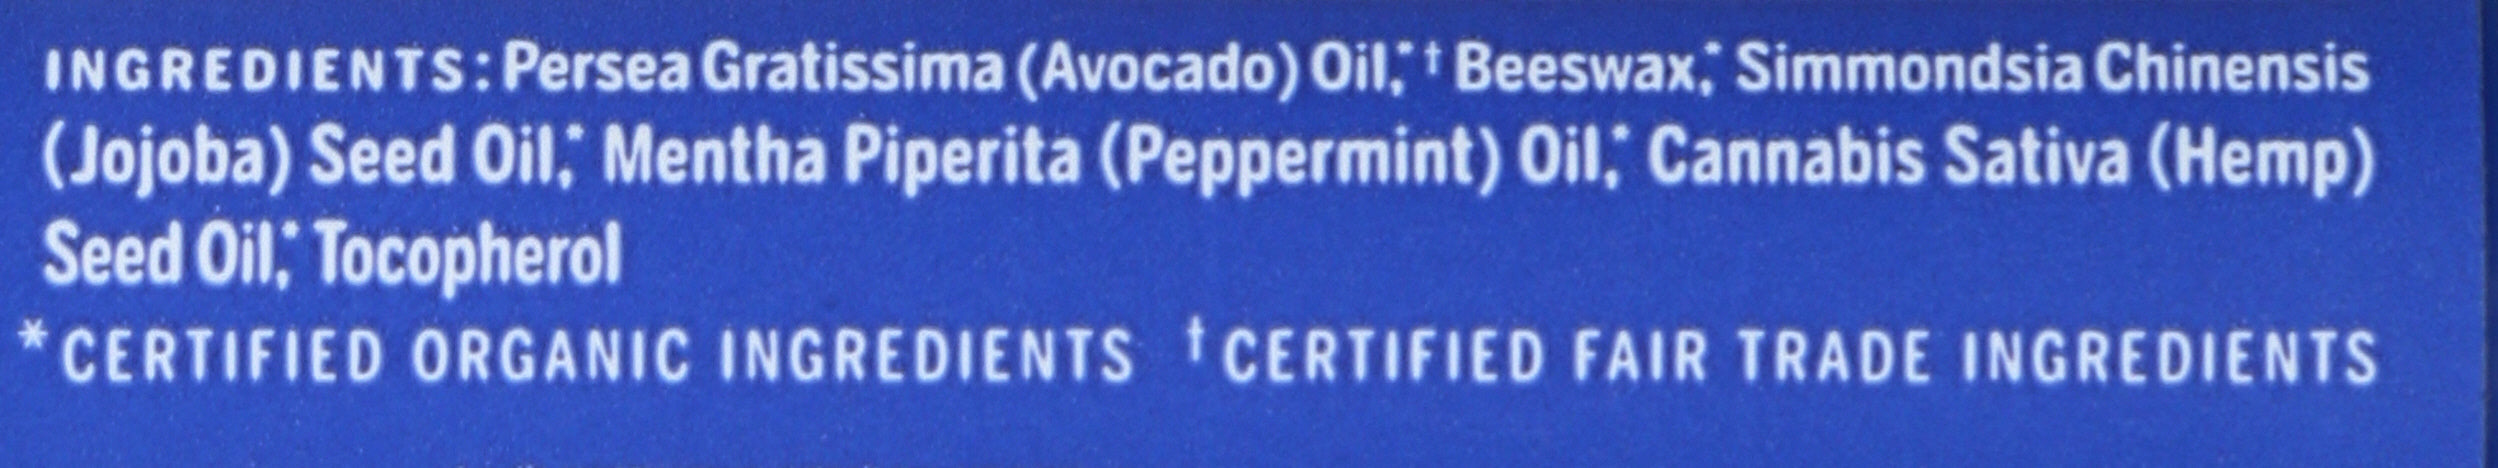 INGREDIENTS: Persea Gratissima (Avocado) Oil,*† Beeswax,* Simmondsia Chinensis
(Jojoba) Seed Oil,* Mentha Piperita (Peppermint) Oil,* Cannabis Sativa (Hemp)
Seed Oil,* Tocopherol
*CERTIFIED ORGANIC INGREDIENTS †CERTIFIED FAIR TRADE INGREDIENTS